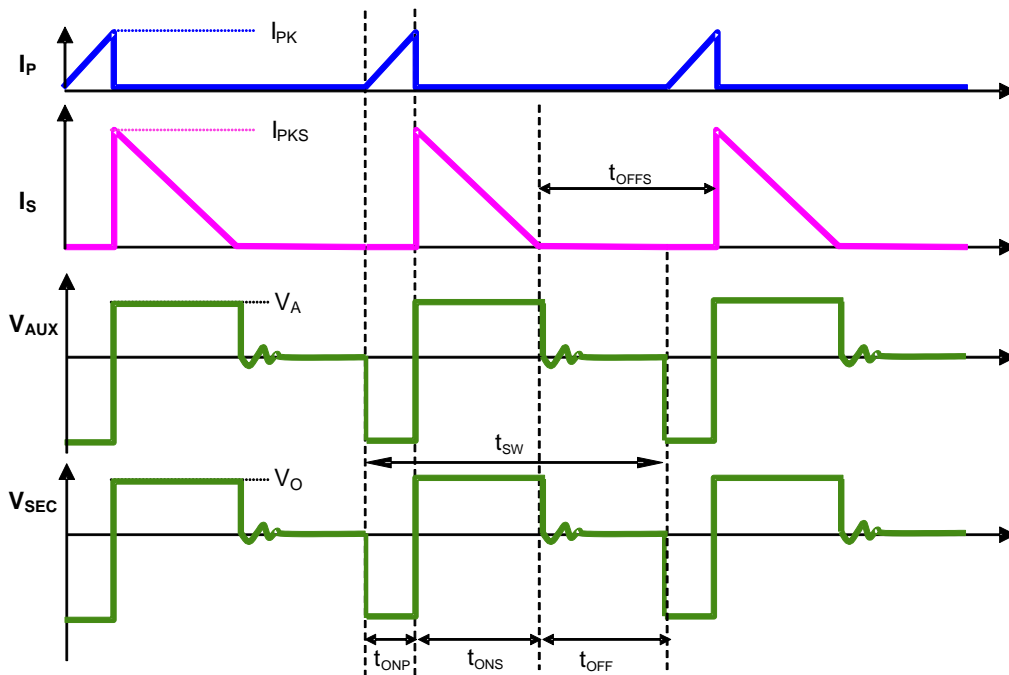 I_PK
I_P
I_PKS
t_OFFS
I_S
V_A
V_AUX
t_SW
V_O
V_SEC
t_ONP t_ONS t_OFF